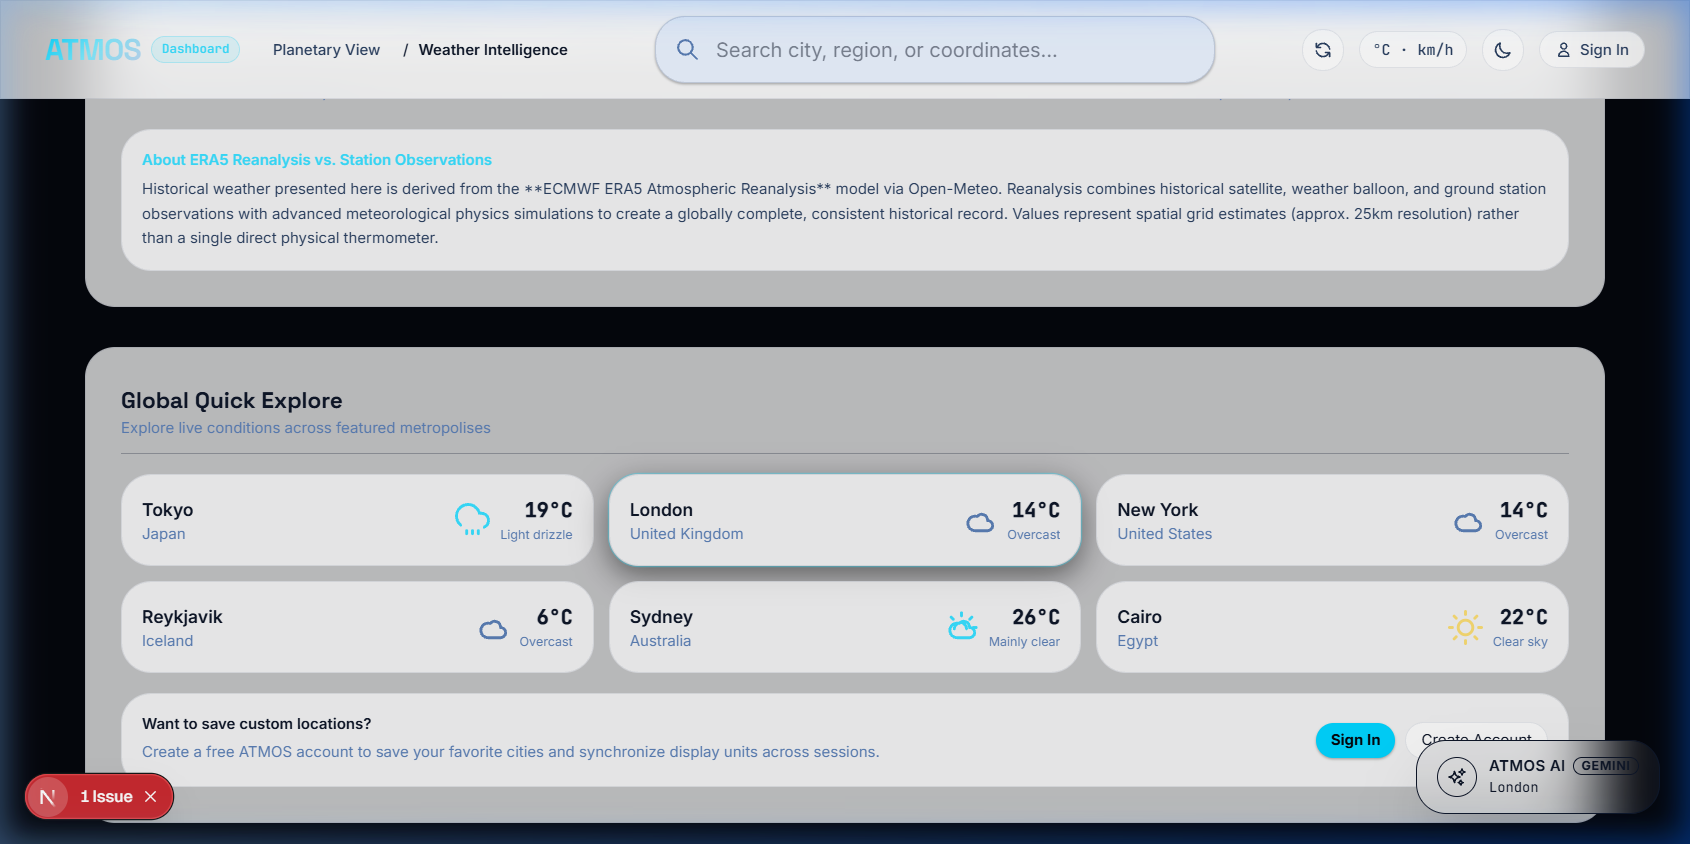 ATMOS Dashboard Planetary View / Weather Intelligence Search city, region, or coordinates... °C · km/h Sign In
About ERA5 Reanalysis vs. Station Observations
Historical weather presented here is derived from the **ECMWF ERA5 Atmospheric Reanalysis** model via Open-Meteo. Reanalysis combines historical satellite, weather balloon, and ground station
observations with advanced meteorological physics simulations to create a globally complete, consistent historical record. Values represent spatial grid estimates (approx. 25km resolution) rather
than a single direct physical thermometer.
Global Quick Explore
Explore live conditions across featured metropolises
Tokyo 19°C
Japan Light drizzle
London 14°C
United Kingdom Overcast
New York 14°C
United States Overcast
Reykjavik 6°C
Iceland Overcast
Sydney 26°C
Australia Mainly clear
Cairo 22°C
Egypt Clear sky
Want to save custom locations?
Create a free ATMOS account to save your favorite cities and synchronize display units across sessions.
Sign In Create Account
ATMOS AI GEMINI
London
N 1 Issue